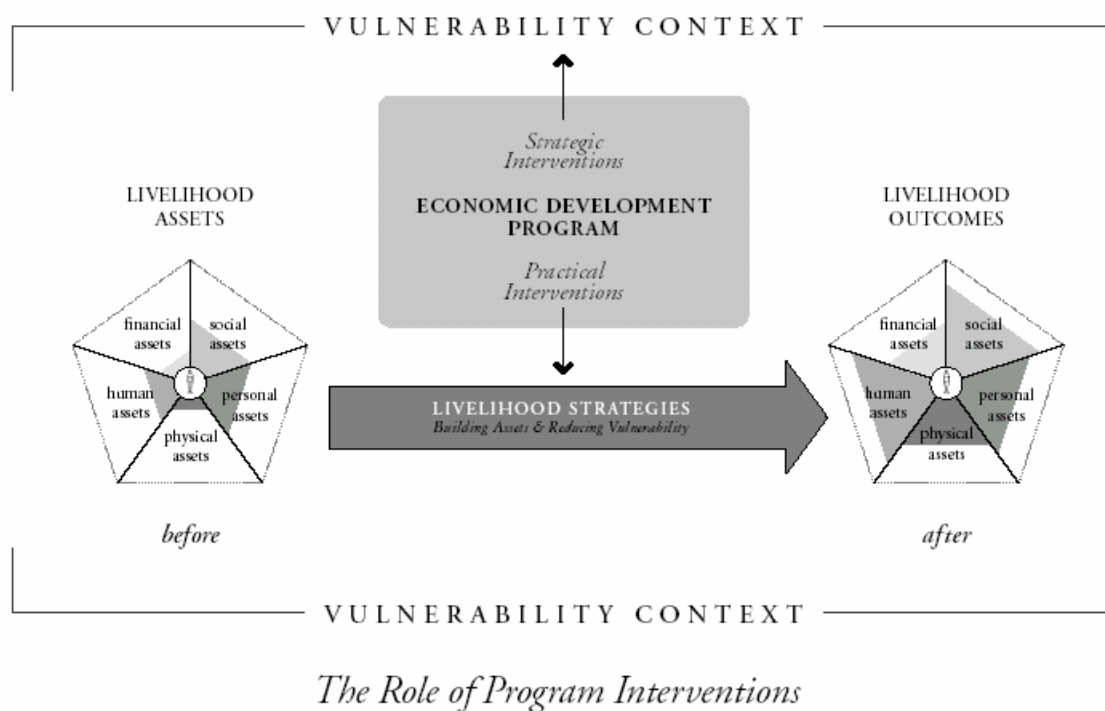 VULNERABILITY CONTEXT
Strategic
Interventions
ECONOMIC DEVELOPMENT
PROGRAM
Practical
Interventions
LIVELIHOOD
ASSETS
financial
assets
social
assets
human
assets
personal
assets
physical
assets
before
LIVELIHOOD STRATEGIES
Building Assets & Reducing Vulnerability
LIVELIHOOD
OUTCOMES
financial
assets
social
assets
human
assets
personal
assets
physical
assets
after
VULNERABILITY CONTEXT
The Role of Program Interventions